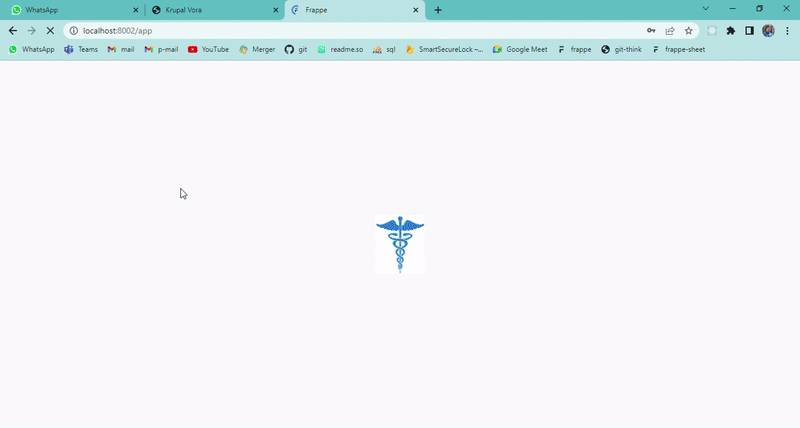 WhatsApp Krupal Vora Frappe
localhost:8002/app
WhatsApp Teams mail p-mail YouTube Merger git readme.so sql SmartSecureLock –... Google Meet frappe git-think frappe-sheet